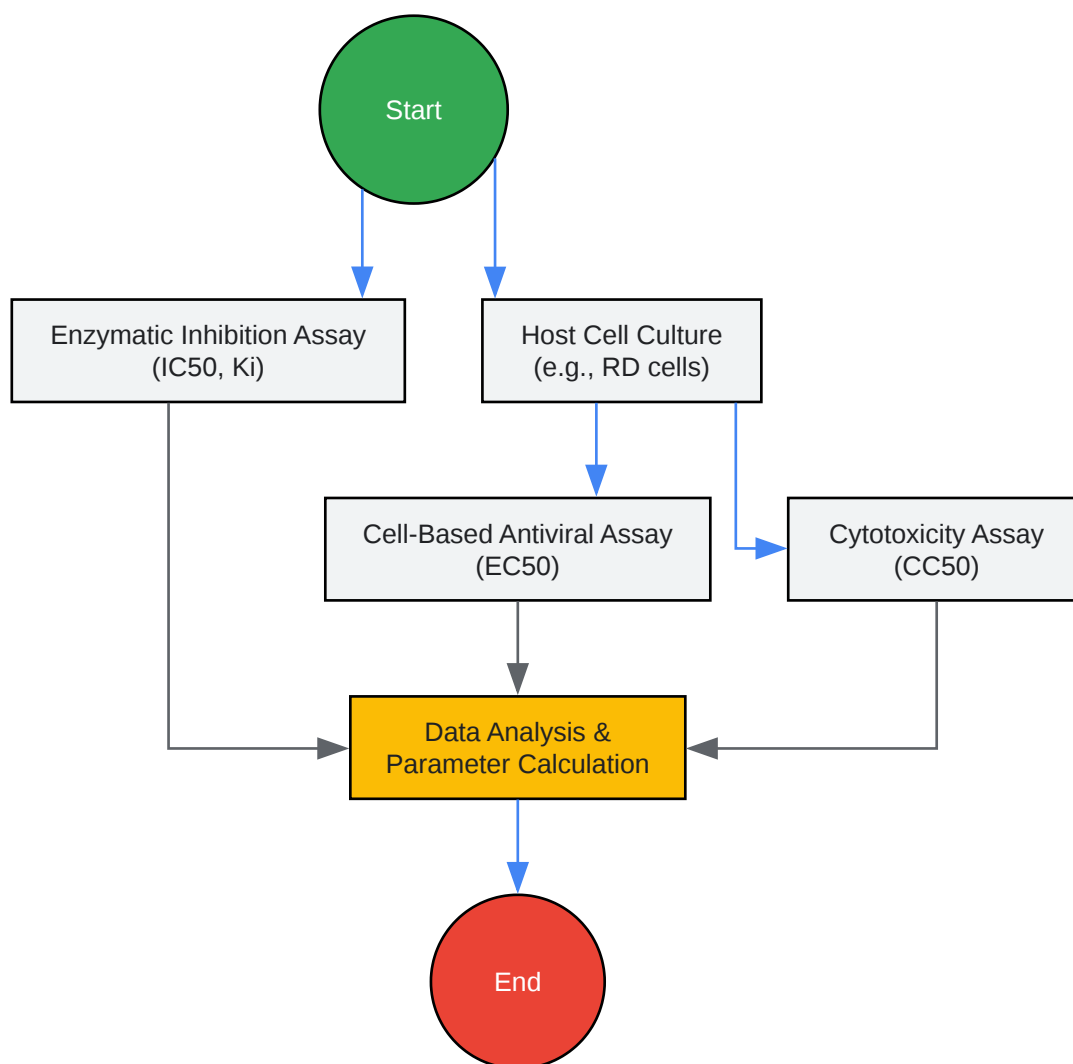 Start
Enzymatic Inhibition Assay
(IC50, Ki)
Host Cell Culture
(e.g., RD cells)
Cell-Based Antiviral Assay
(EC50)
Cytotoxicity Assay
(CC50)
Data Analysis &
Parameter Calculation
End